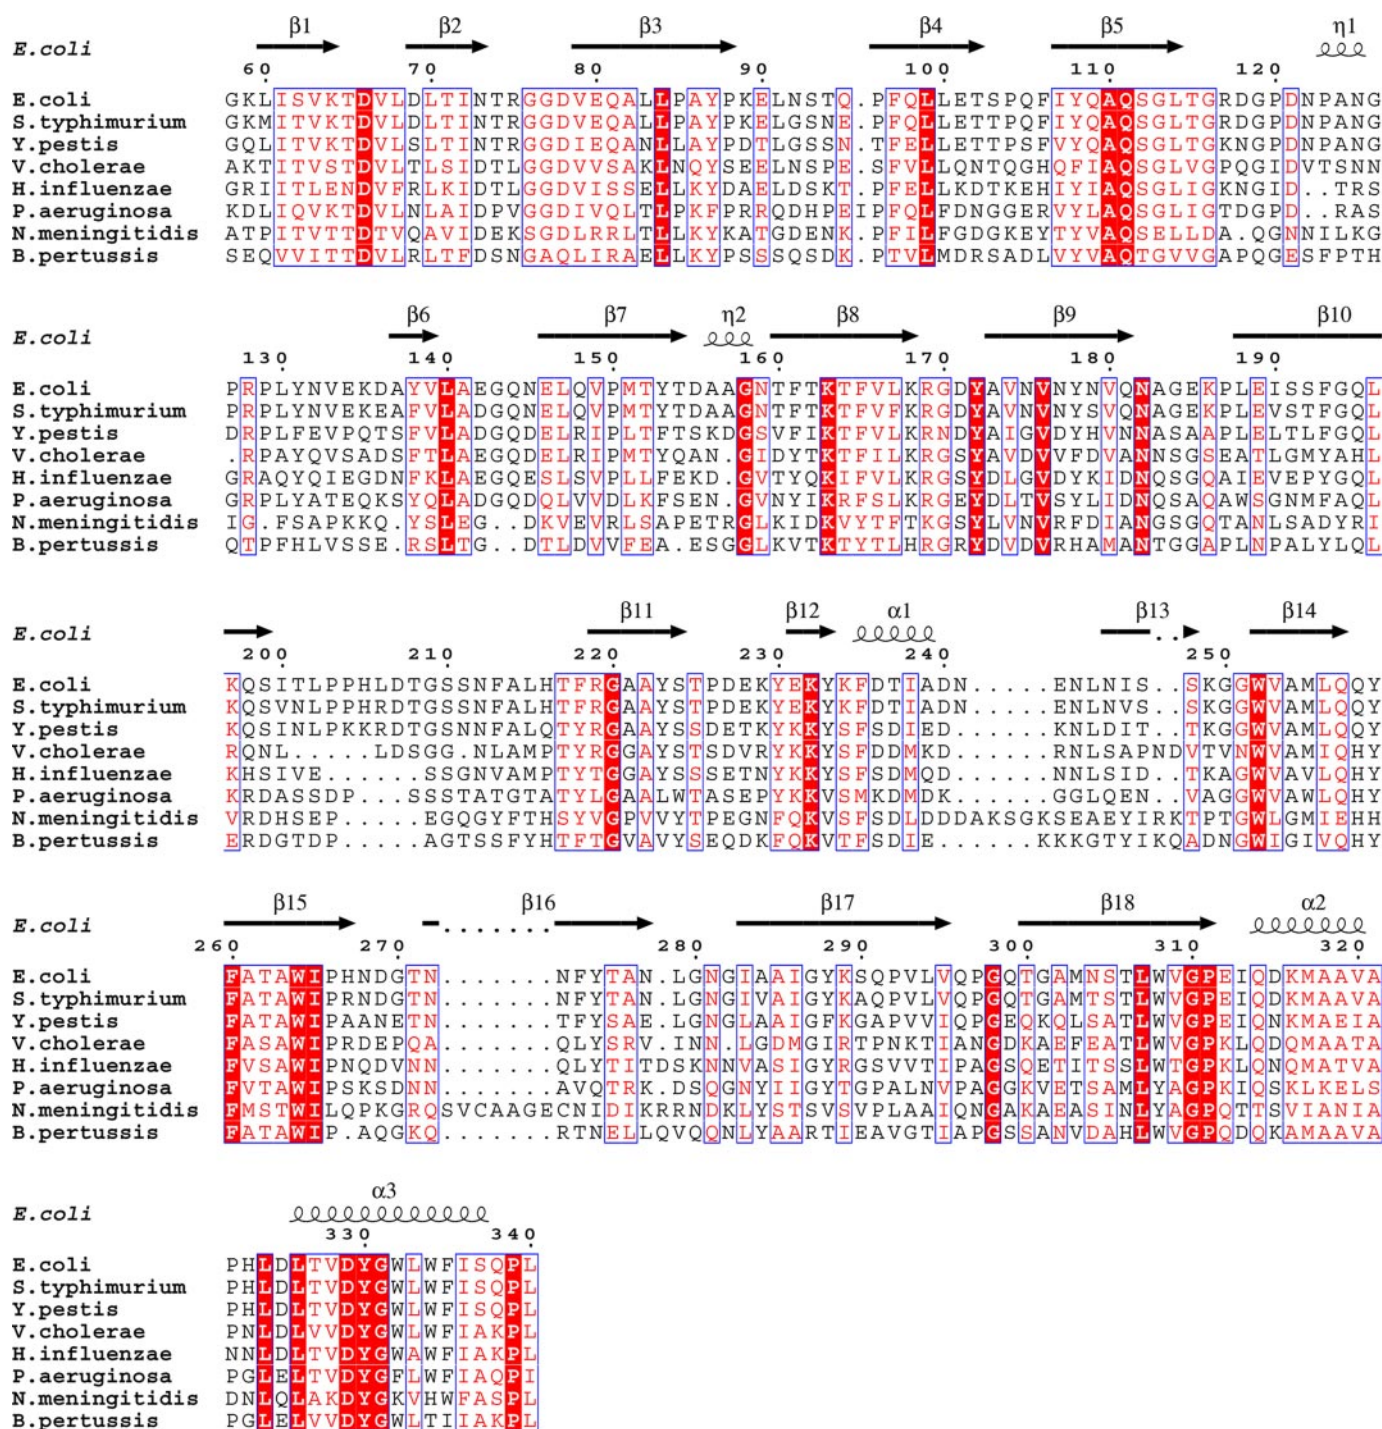 β1 β2 β3 β4 β5 η1
E.coli
60 70 80 90 100 110 120
E.coli GKLISVKTDVLDLTINTRGGDVEQALLPAYPKELNSTQ.PFQLLETSPQFIYQAQSGLTGRDGPDNPANG
S.typhimurium GKMITVKTDVLDLTINTRGGDVEQALLPAYPKELGSNE.PFQLLETTPQFIYQAQSGLTGRDGPDNPANG
Y.pestis GQLITVKTDVLSLTINTRGGDIEQANLLAYPDTLGSSNT.FELLETTPSFVYQAQSGLTGKDGPDNPANG
V.cholerae AKTITVSTDVLTLSIDTLGGDVVSAKLNQYSEELNSPE.SFVLLQNTQGHQFIAQSGLVGPQGIDVTSNN
H.influenzae GRIITLENDVFRLKIDTLGGDVISSELLKYDAELDSKT.PFELLKDTKEHIYIAQSGLIGKNGID..TRS
P.aeruginosa KDLIQVKTDVLNLAIDPVGGDIVQLTLPKFPRRQDHPEIPFQLFDNGGERVYLAQSGLIGTDGPD..RAS
N.meningitidis ATPITVTTDTVQAVIDEKSGDLRRLTLLKYKATGDENK.PFILFGDGKEYTYVAQSELLDA.QGNNILKG
B.pertussis SEQVVITTDVLRLTFDSNGAQLIRAELLKYPSSSQSDK.PTVLMDRSADLVYVAQTGVVGAPQGESFPTH
β6 β7 η2 β8 β9 β10
E.coli
130 140 150 160 170 180 190
E.coli PRPLYNVEKDAYVLAEGQNELQVPMTYTDAAGNTFTKTFVLKRGDYAVNVNYNVQNAGEKPLEISSFGQL
S.typhimurium PRPLYNVEKEAFVLADGQNELQVPMTYTDAAGNTFTKTFVFKRGDYAVNVNYSVQNAGEKPLEVSTFGQL
Y.pestis DRPLFEVPQTSFVLADGQDELRIPLTFTSKDGSVFIKTFVLKRNDYAIGVDYHVNNASAAPLELTLFGQL
V.cholerae .RPAYQVSADSFTLAEGQDELRIPMTYQAN.GIDYTKTFILKRGSYAVDVVFDVANNSGSEATLGMYAHL
H.influenzae GRAQYQIEGDNFKLAEGQESLSVPLLFEKD.GVTYQKIFVLKRGSYDLGVDYKIDNQSGQAIEVEPYGQL
P.aeruginosa GRPLYATEQKSYQLADGQDQLVVDLKFSEN.GVNYIKRFSLKRGEYDLTVSYLIDNQSAQAWSGNMFAQL
N.meningitidis IG.FSAPKKQ.YSLEG..DKVEVRLSAPETRGLKIDKVYTFTKGSYLVNVRFDIANGSGQTANLSADYRI
B.pertussis QTPFHLVSSE.RSLTG..DTLDVVFEA.ESGGLKVTKTYTLHRGRYDVDVRHAMANTGGAPLNPALYLQL
β11 β12 α1 β13 β14
E.coli
200 210 220 230 240 250
E.coli KQSITLPPHLDTGSSNFALHTFRGAAYSTPDEKYEKYKFDTIADN.....ENLNIS..SKGGWVAMLQQY
S.typhimurium KQSVNLPPHRDTGSSNFALHTFRGAAYSTPDEKYEKYKFDTIADN.....ENLNVS..SKGGWVAMLQQY
Y.pestis KQSINLPKKRDTGSNNFALQTYRGAAYSSDETKYKKYSFSDIED......KNLDIT..TKGGWVAMLQQY
V.cholerae RQNL.....LDSGG.NLAMPTYRGGAYSTSDVRYKKYSFDDMKD......RNLSAPNDVTVNWVAMIQHY
H.influenzae KHSIVE......SSGNVAMPTYTGGAYSSSETNYKKYSFSDMQD......NNLSID..TKAGWVAVLQHY
P.aeruginosa KRDASSDP...SSSTATGTATYLGAALWTASEPYKKVSMKDMDK......GGLQEN..VAGGWVAWLQHY
N.meningitidis VRDHSEP....EGQGYFTHSYVGPVVYTPEGNFQKVSFSDLDDDAKSGKSEAEYIRKTPTGWLGMIEHH
B.pertussis ERDGTDP....AGTSSFYHTFTGVAVYSEQDKFQKVTFSDIE......KKKGTYIKQADNGWIGIVQHY
β15 β16 β17 β18 α2
E.coli
260 270 280 290 300 310 320
E.coli FATAWIPHNDGTN.......NFYTAN.LGNGIAAIGYKSQPVLVQPGQTGAMNSTLWVGPEIQDKMAAVA
S.typhimurium FATAWIPRNDGTN.......NFYTAN.LGNGIVAIGYKAQPVLVQPGQTGAMTSTLWVGPEIQDKMAAVA
Y.pestis FATAWIPAANETN.......TFYSAE.LGNGLAAIGFKGAPVVIQPGEQKQLSATLWVGPEIQNKMAEIA
V.cholerae FASAWIPRDEPQA.......QLYSRV.INNLGDMGIRTPNKTIANGDKAEFEATLWVGPKLQDQMAATA
H.influenzae FVSAWIPNQDVNN.......QLYTITDSKNNVASIGYRGSVVTIPAGSQETITSSLWTGPKLQNQMATVA
P.aeruginosa FVTAWIPSKSDNN.......AVQTRK.DSQGNYIIGYTGPALNVPAGGKVETSAMLYAGPKIQSKLKELS
N.meningitidis FMSTWILQPKGRQSVCAAGECNIDIKRRNDKLYSTSVSVPLAAIQNGAKAEASINLYAGPQTTSVIANIA
B.pertussis FATAWIP.AQGKQ.......RTNELLQVQQNLYAARTIEAVGTIAPGSSANVDAHLWVGPQDQKAMAAVA
α3
E.coli
330 340
E.coli PHLDLTVDYGWLWFISQPL
S.typhimurium PHLDLTVDYGWLWFISQPL
Y.pestis PHLDLTVDYGWLWFISQPL
V.cholerae PNLDLVVDYGWLWFIAKPL
H.influenzae NNLDLTVDYGWAWFIAKPL
P.aeruginosa PGLELTVDYGFLWFIAQPI
N.meningitidis DNLQLAKDYGKVHWFASPL
B.pertussis PGLELVVDYGWLTIIAKPL